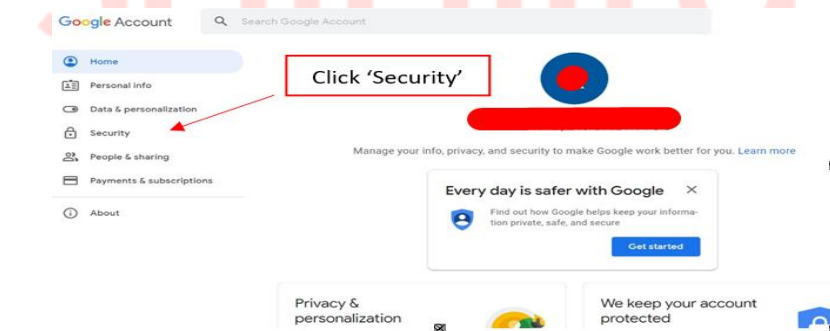 Google Account
Search Google Account
Home
Personal info
Data & personalization
Security
People & sharing
Payments & subscriptions
About
Click ‘Security’
Manage your info, privacy, and security to make Google work better for you. Learn more
Every day is safer with Google
Find out how Google helps keep your informa-
tion private, safe, and secure
Get started
Privacy &
personalization
We keep your account
protected